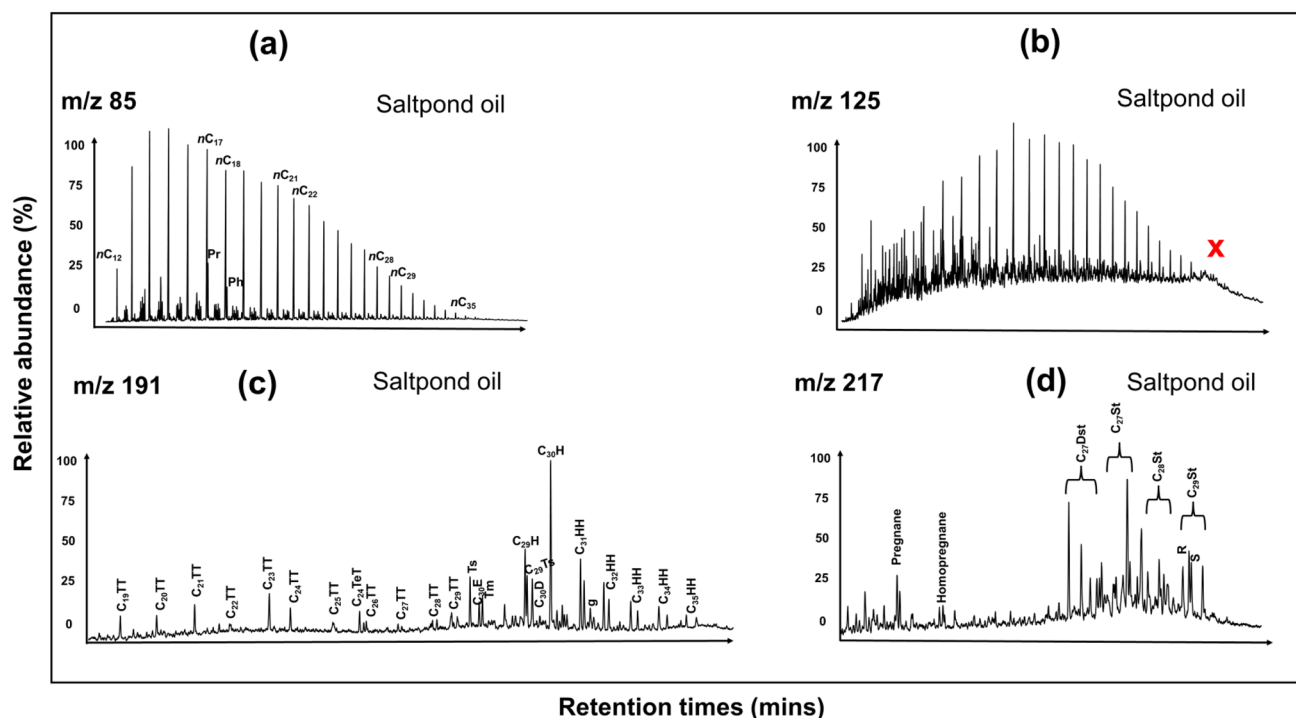 (a)
(b)
m/z 85
Saltpond oil
m/z 125
Saltpond oil
100
75
50
25
0
nC12
nC17
nC18
Pr
Ph
nC21
nC22
nC28
nC29
nC35
100
75
50
25
0
X
Relative abundance (%)
m/z 191
(c)
Saltpond oil
m/z 217
(d)
Saltpond oil
100
75
50
25
0
C19TT
C20TT
C21TT
C22TT
C23TT
C24TT
C25TT
C24TeT
C26TT
C27TT
C28TT
C29TT
Ts
C30E
Tm
C29H
C29Ts
C30D
C30H
C31HH
g
C32HH
C33HH
C34HH
C35HH
100
75
50
25
0
Pregnane
Homopregnane
C27Dst
C27St
C28St
C29St
R
S
Retention times (mins)